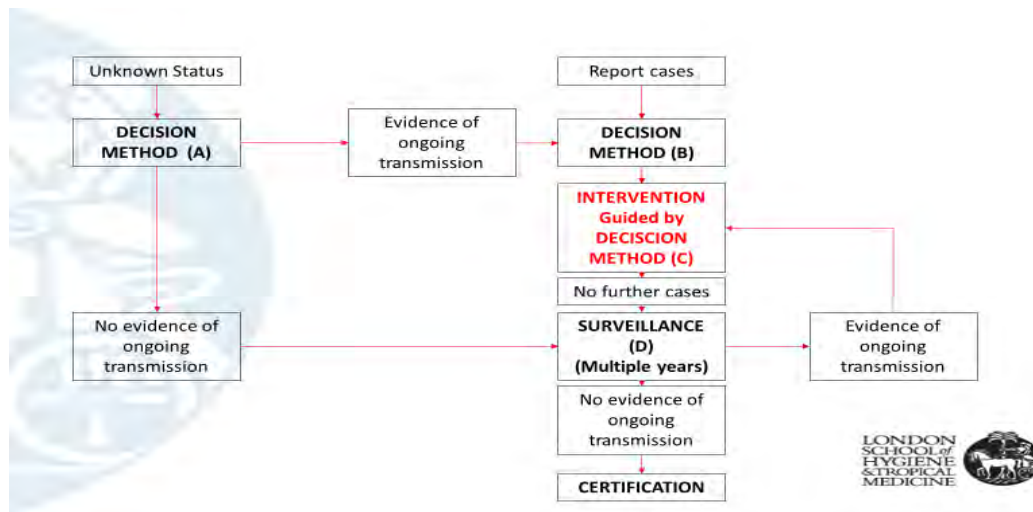 Unknown Status
Report cases
DECISION
METHOD (A)
Evidence of
ongoing
transmission
DECISION
METHOD (B)
INTERVENTION
Guided by
DECISCION
METHOD (C)
No further cases
No evidence of
ongoing
transmission
SURVEILLANCE
(D)
(Multiple years)
Evidence of
ongoing
transmission
No evidence of
ongoing
transmission
CERTIFICATION
LONDON
SCHOOL of
HYGIENE
&TROPICAL
MEDICINE